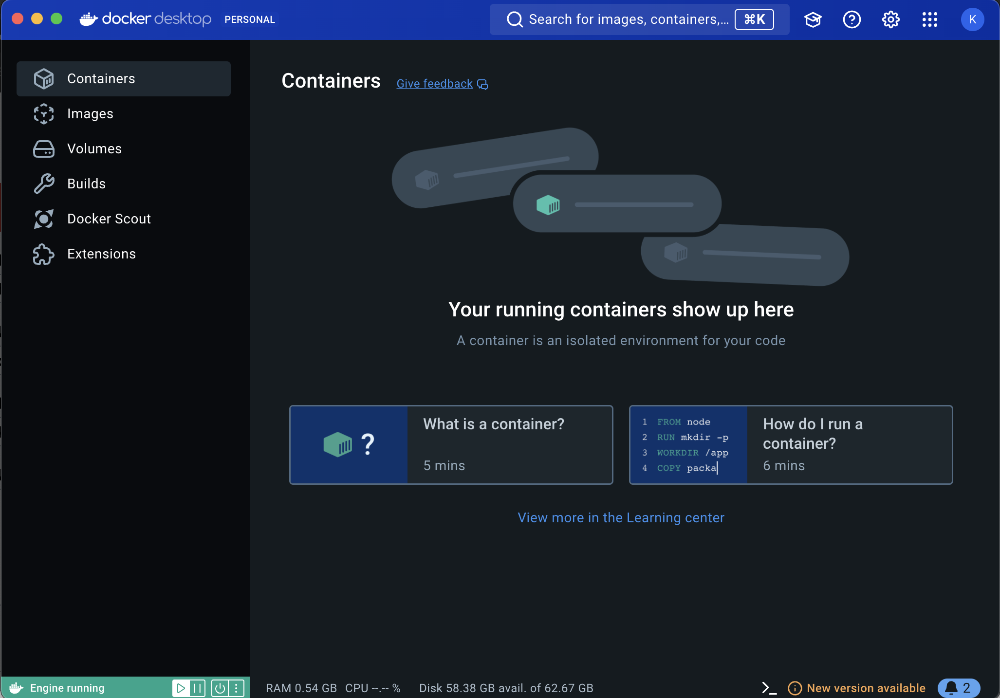 docker desktop PERSONAL
Search for images, containers,... ⌘K
K
Containers
Images
Volumes
Builds
Docker Scout
Extensions
Containers Give feedback
Your running containers show up here
A container is an isolated environment for your code
?
What is a container?
5 mins
1 FROM node
2 RUN mkdir -p
3 WORKDIR /app
4 COPY packa
How do I run a
container?
6 mins
View more in the Learning center
Engine running
RAM 0.54 GB CPU --.-- % Disk 58.38 GB avail. of 62.67 GB
New version available 2